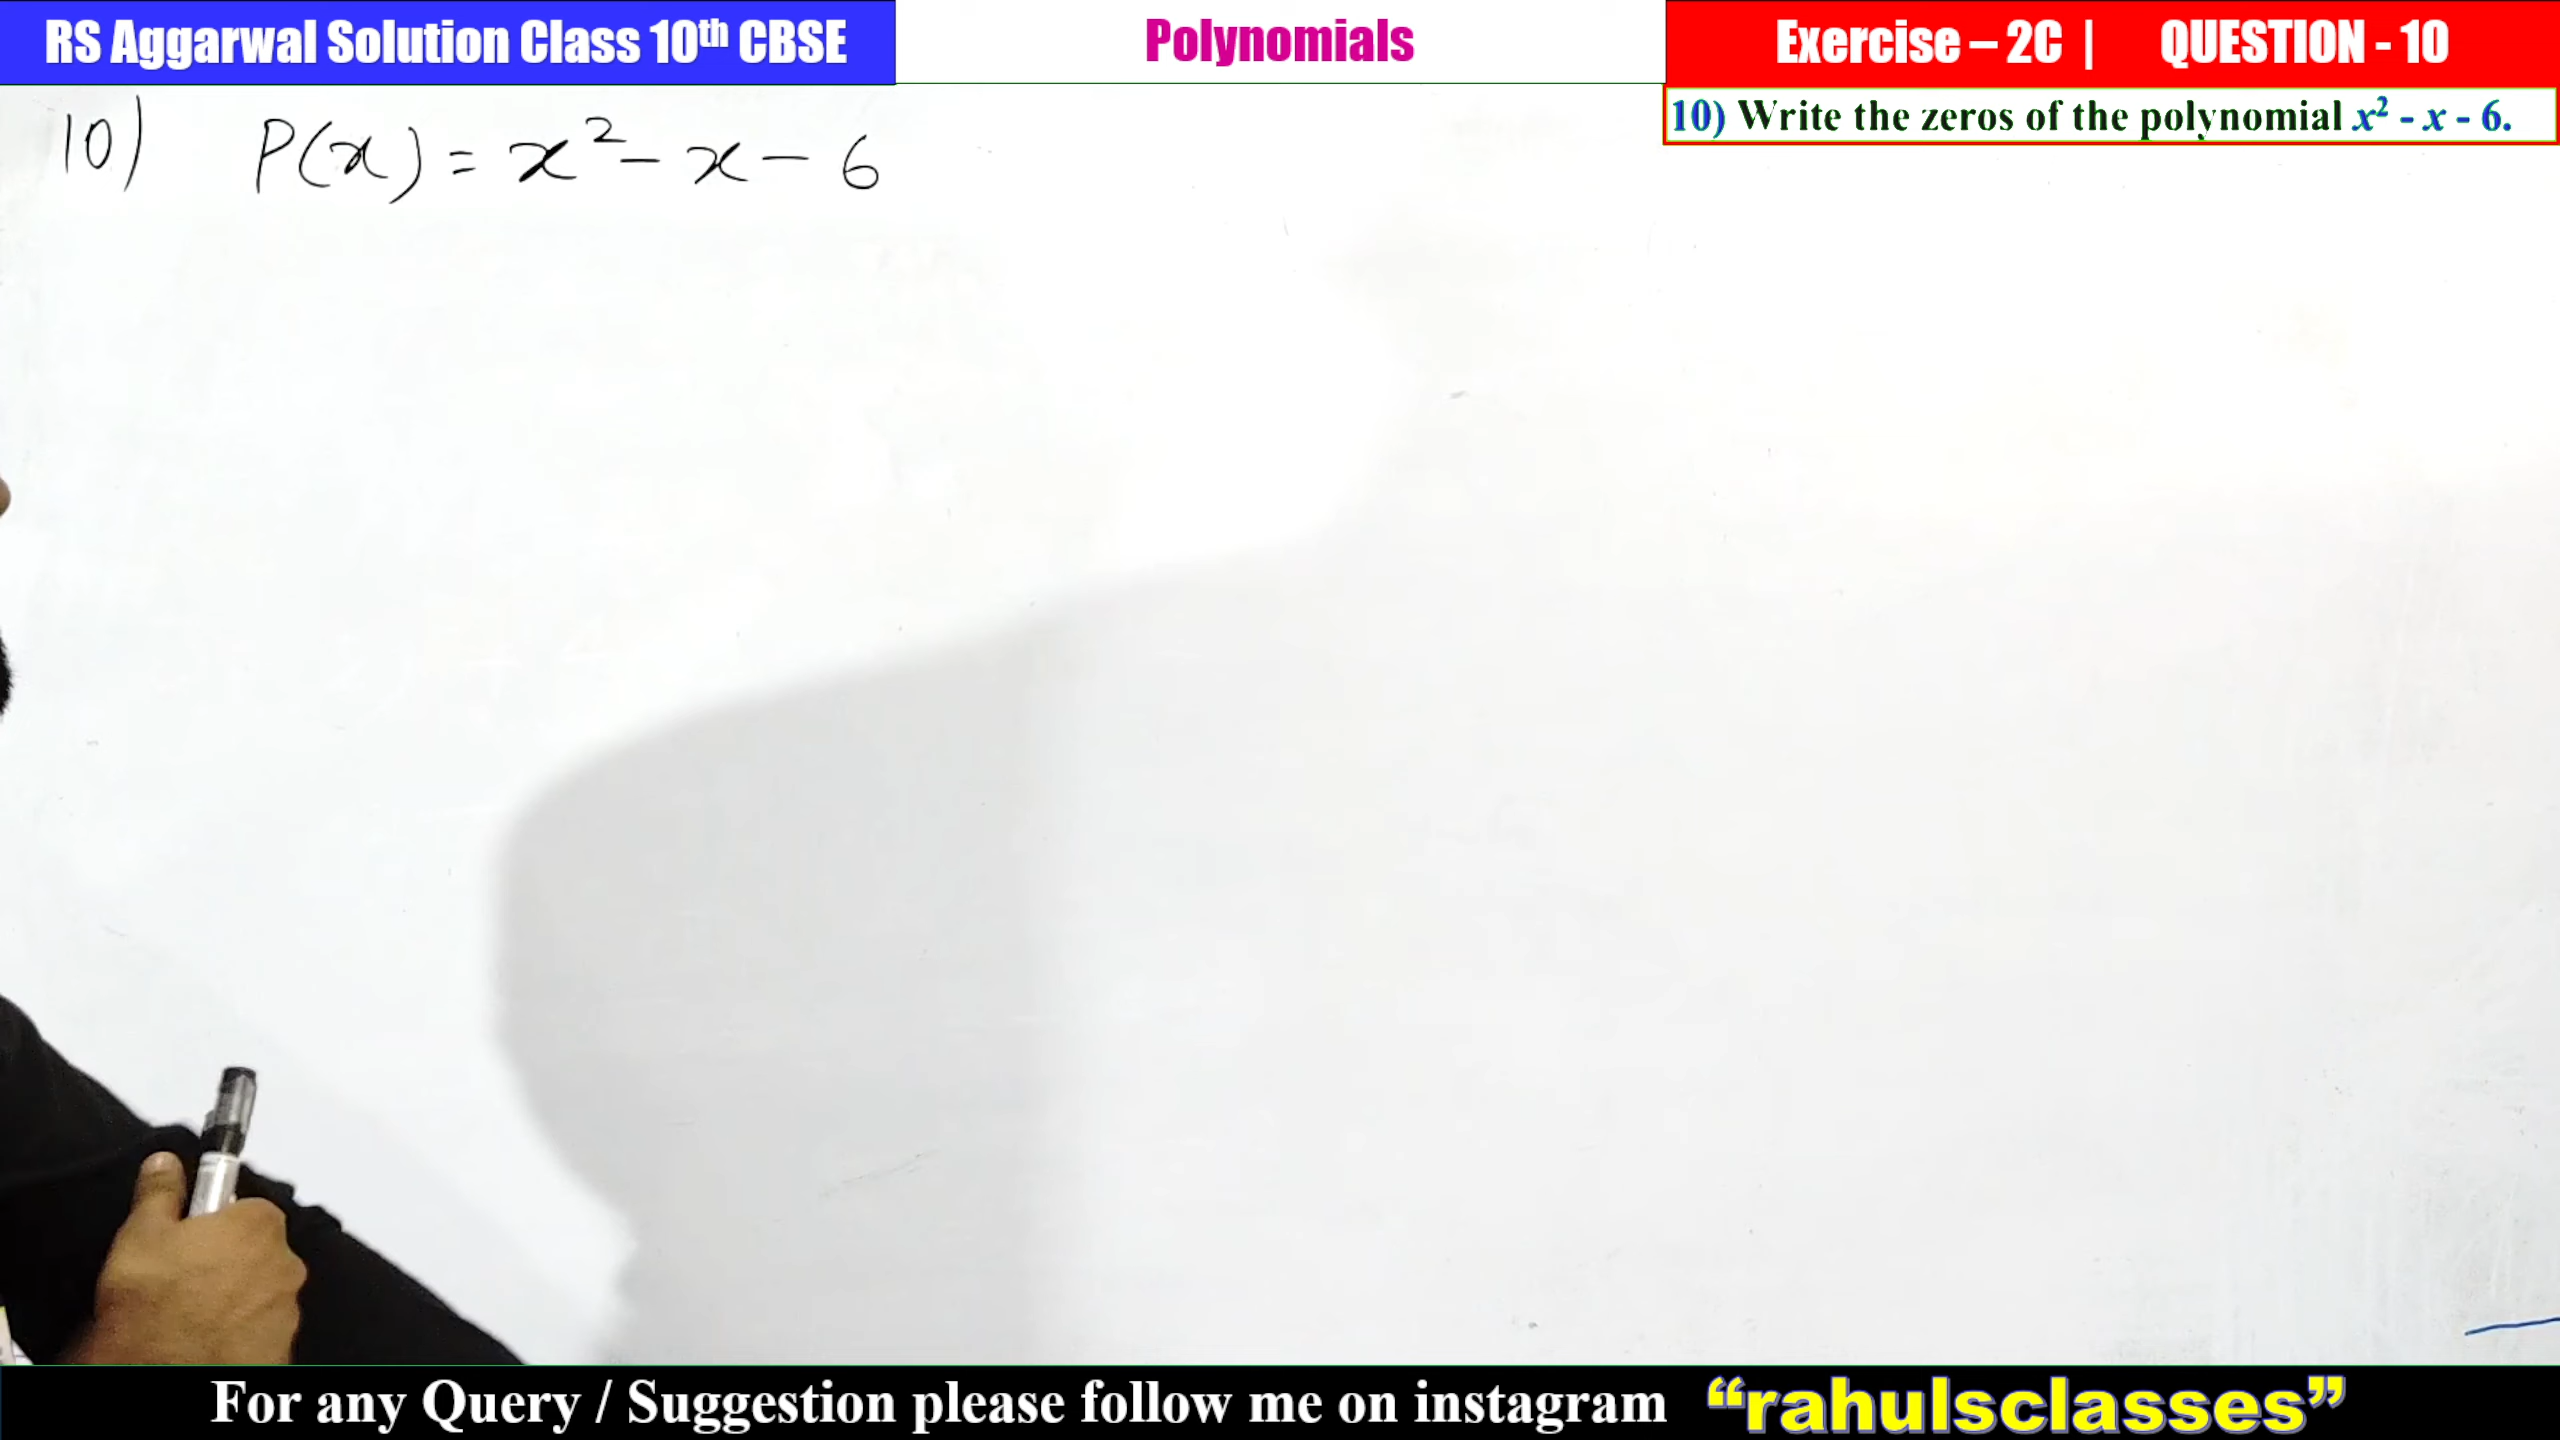 RS Aggarwal Solution Class 10th CBSE
Polynomials
Exercise – 2C | QUESTION - 10
10) Write the zeros of the polynomial x² - x - 6.
10) P(x) = x² - x - 6
For any Query / Suggestion please follow me on instagram “rahulsclasses”